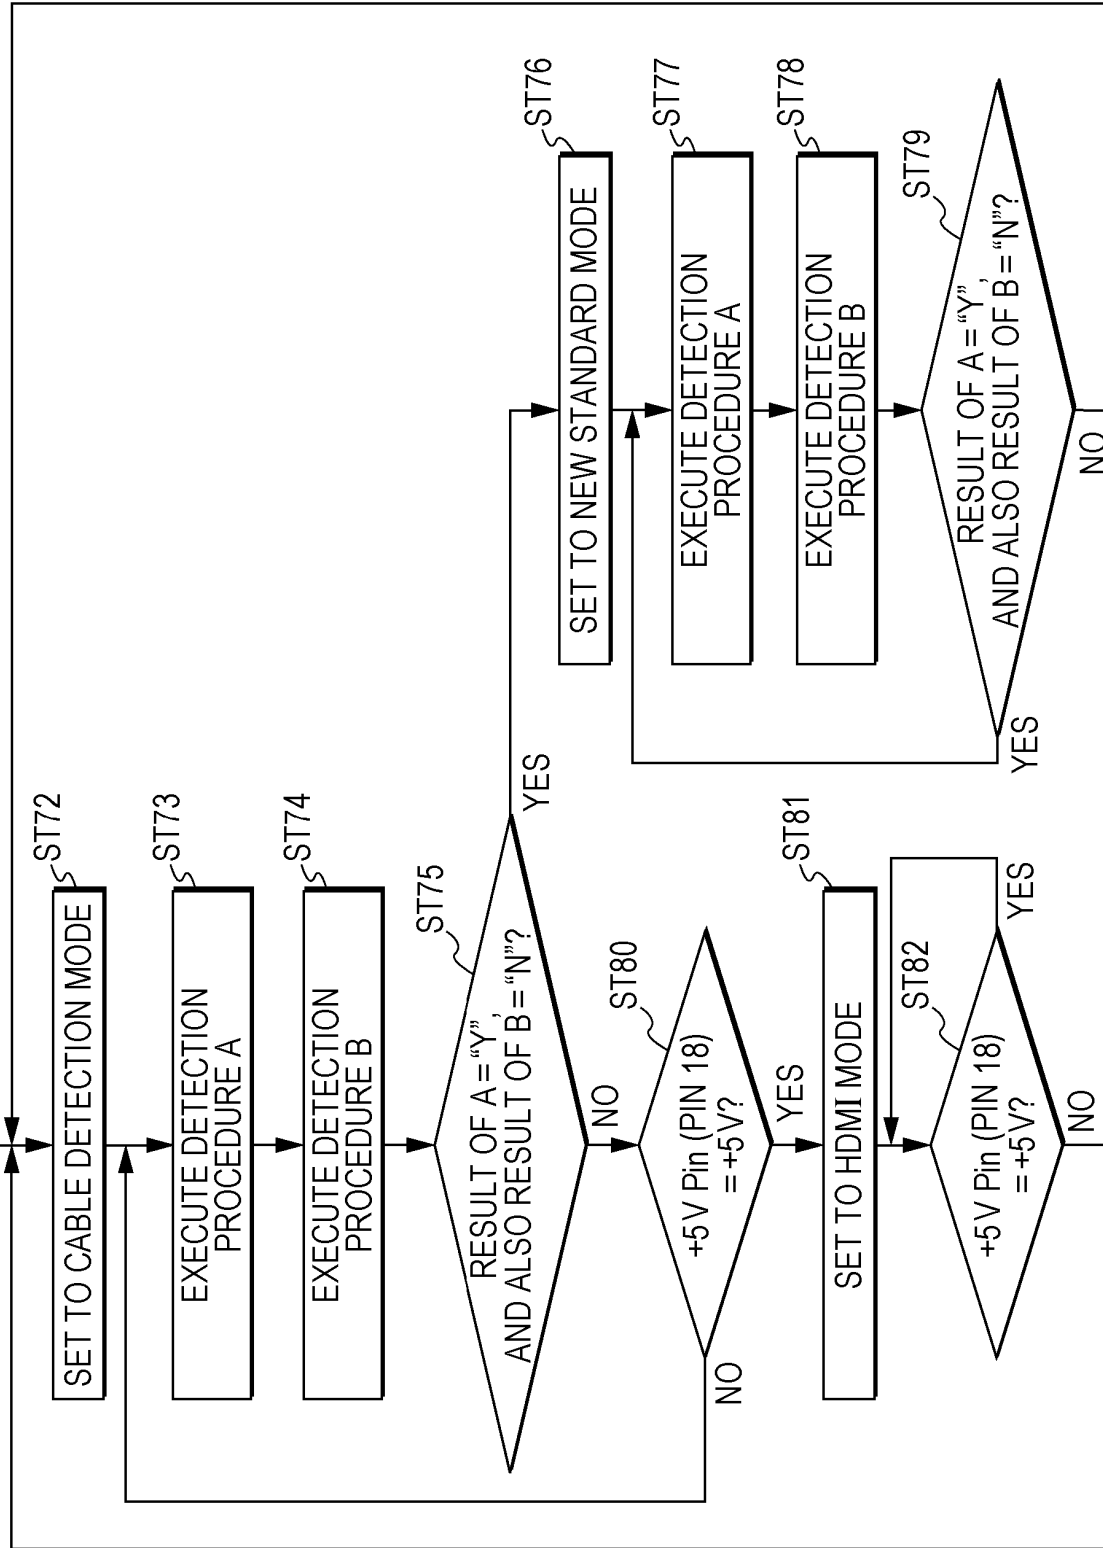 ST72
SET TO CABLE DETECTION MODE
ST73
EXECUTE DETECTION
PROCEDURE A
ST74
EXECUTE DETECTION
PROCEDURE B
ST75
RESULT OF A = “Y”,
AND ALSO RESULT OF B = “N”?
YES
NO
ST76
SET TO NEW STANDARD MODE
ST77
EXECUTE DETECTION
PROCEDURE A
ST78
EXECUTE DETECTION
PROCEDURE B
ST79
RESULT OF A = “Y”,
AND ALSO RESULT OF B = “N”?
YES
NO
ST80
+5 V Pin (PIN 18)
= +5 V?
NO
YES
ST81
SET TO HDMI MODE
ST82
+5 V Pin (PIN 18)
= +5 V?
YES
NO